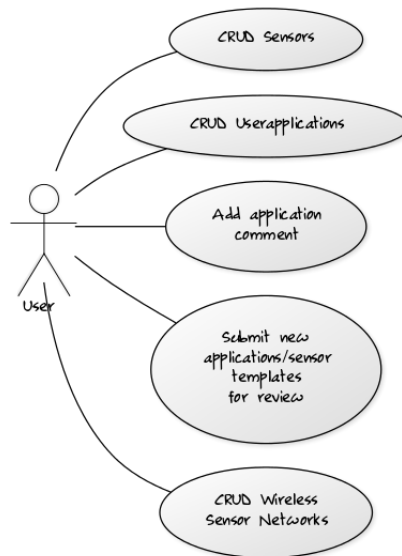 CRUD Sensors
CRUD Userapplications
Add application
comment
User
Submit new
applications/sensor
templates
for review
CRUD Wireless
Sensor Networks